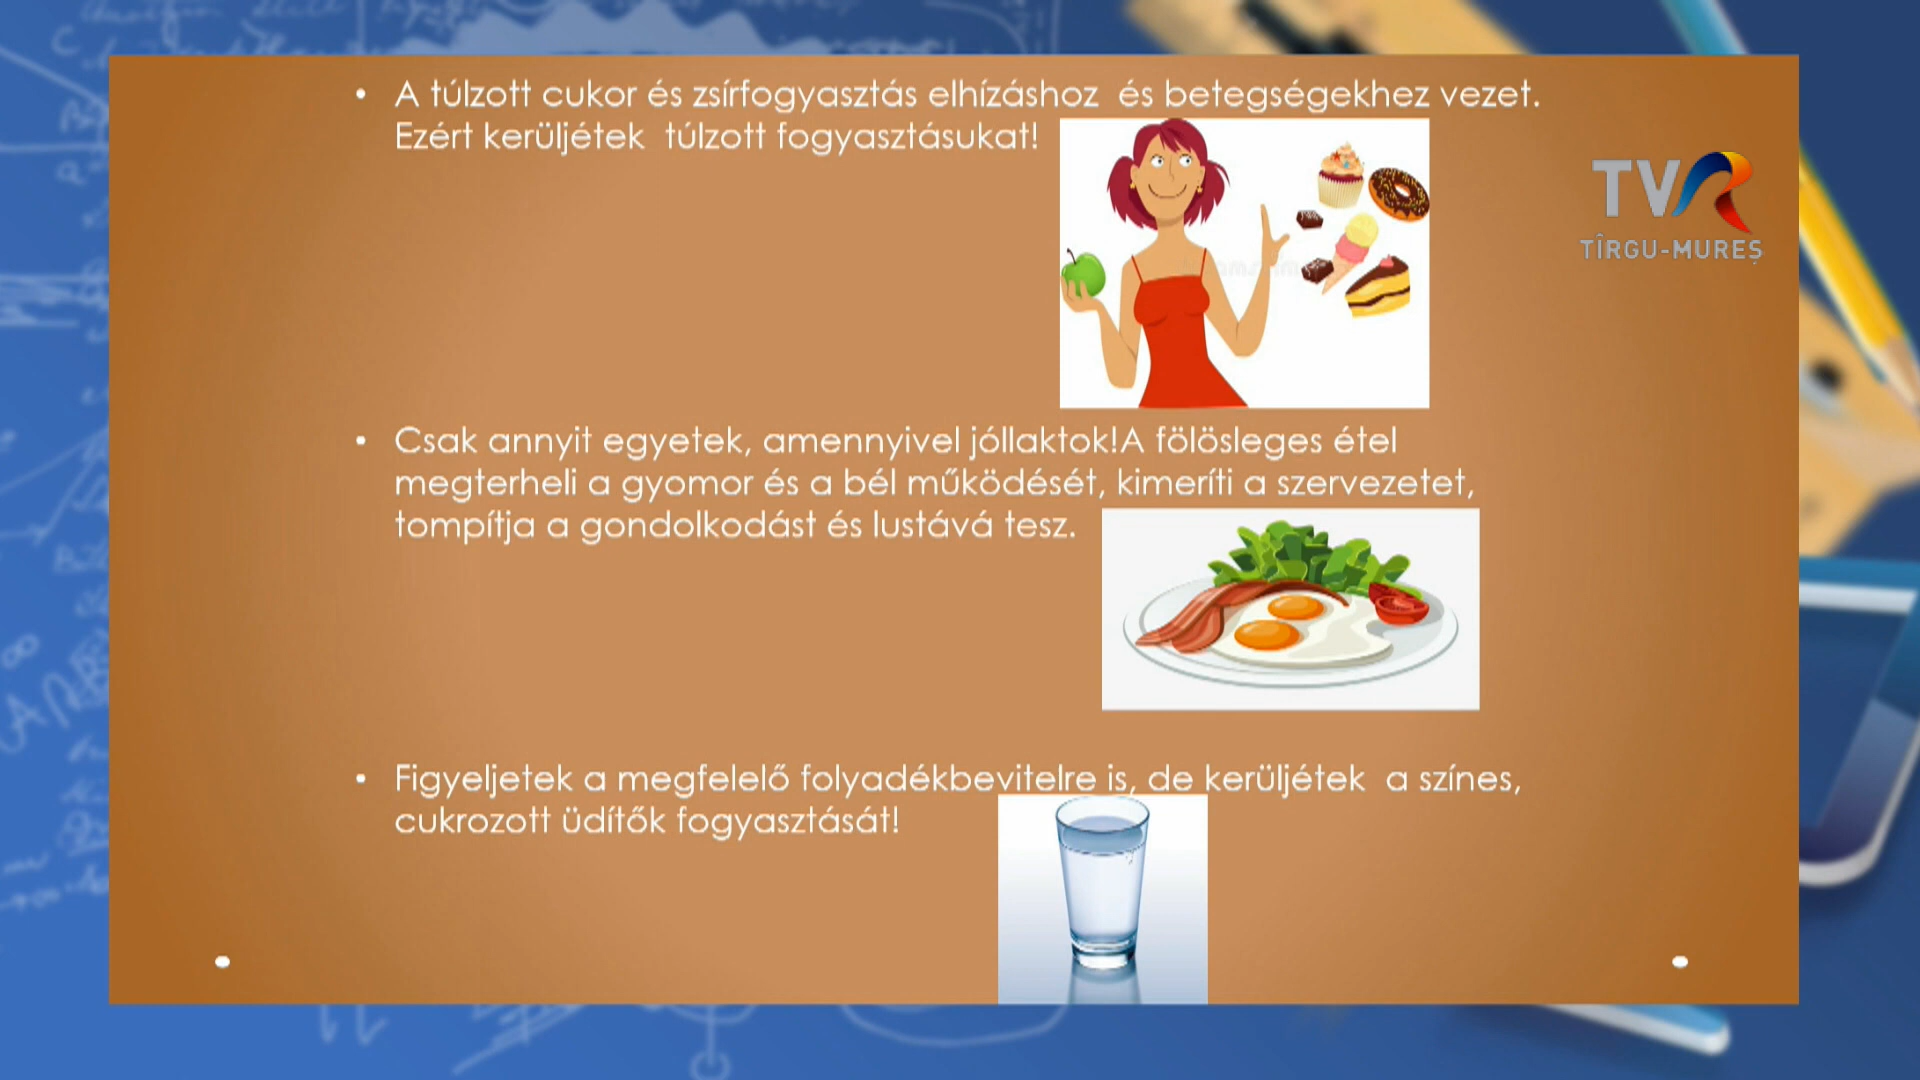 • A túlzott cukor és zsírfogyasztás elhízáshoz  és betegségekhez vezet.
Ezért kerüljétek  túlzott fogyasztásukat!
TVR
TÎRGU-MUREȘ
• Csak annyit egyetek, amennyivel jóllaktok!A fölösleges étel
megterheli a gyomor és a bél működését, kimeríti a szervezetet,
tompítja a gondolkodást és lustává tesz.
• Figyeljetek a megfelelő folyadékbevitelre is, de kerüljétek  a színes,
cukrozott üdítők fogyasztását!